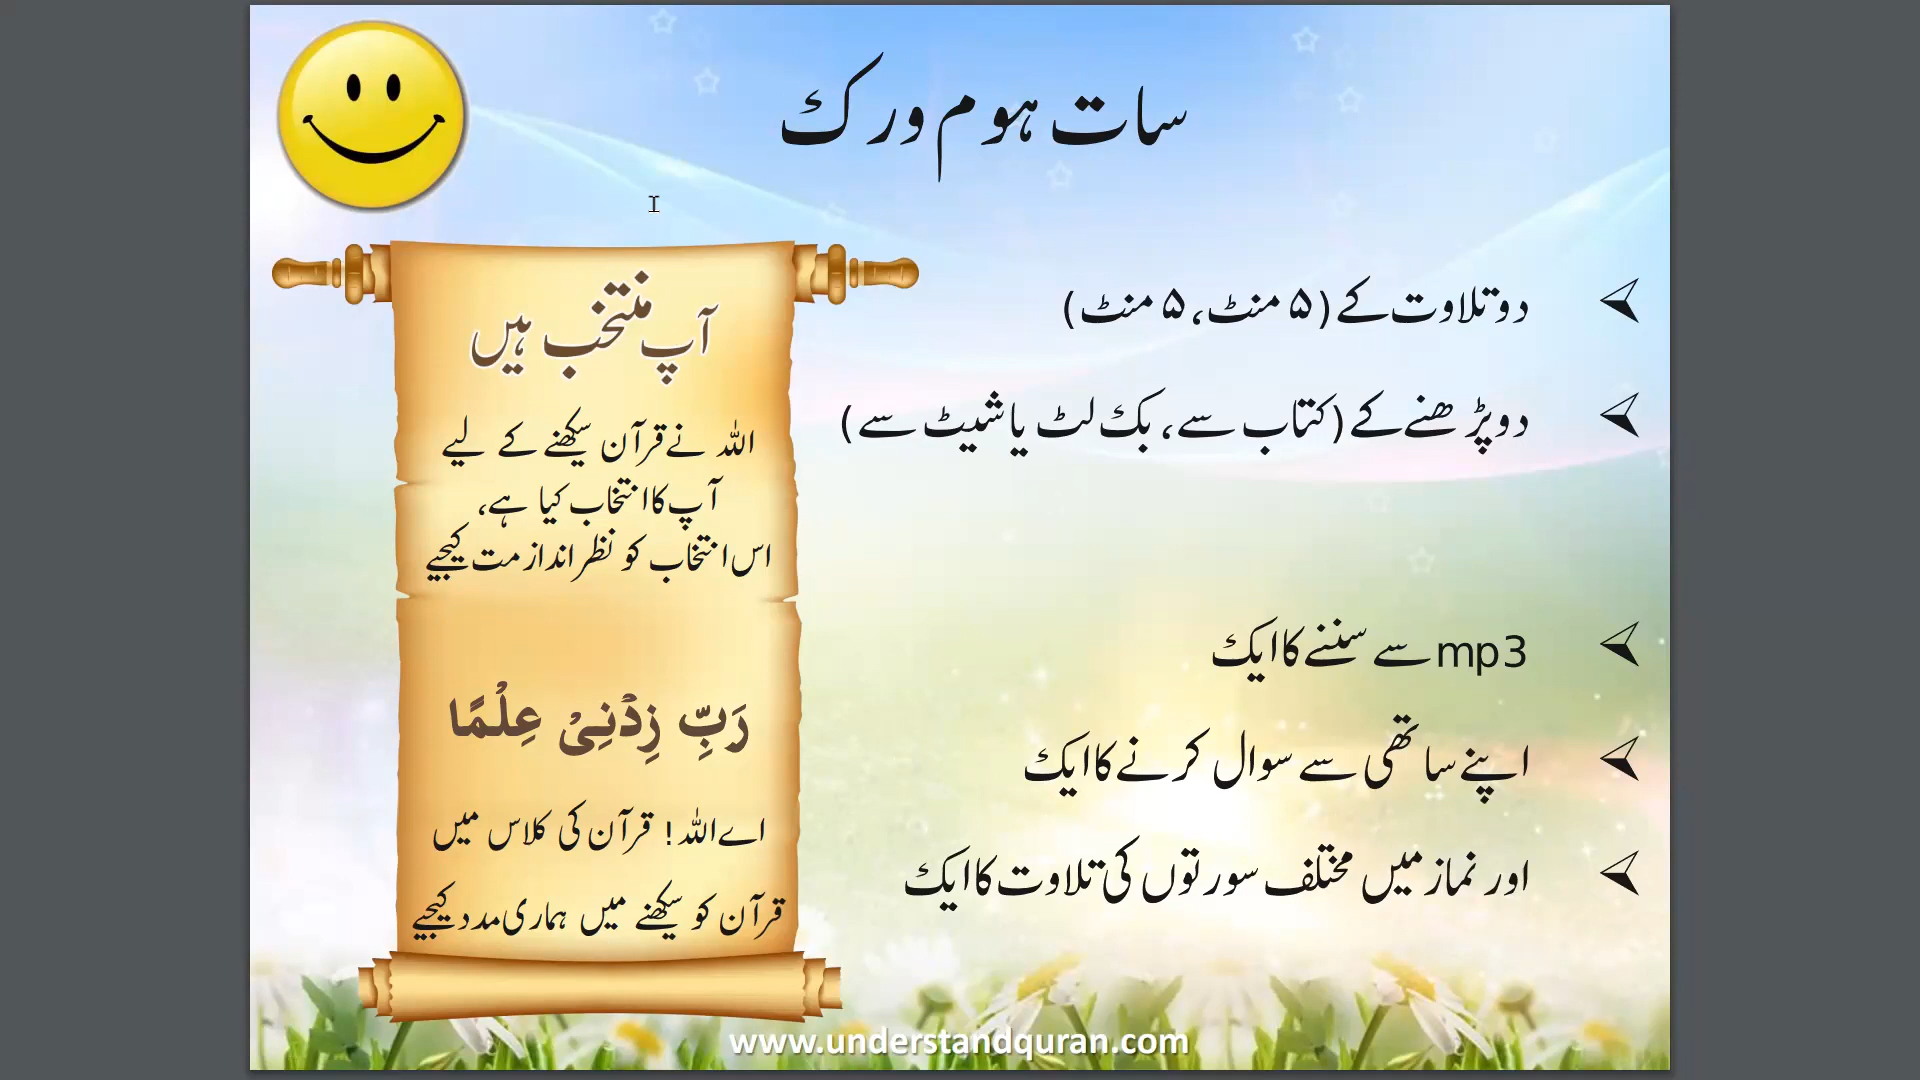 سات ہوم ورک
دو تلاوت کے (۵ منٹ، ۵ منٹ)
دو پڑھنے کے (کتاب سے، بک لٹ یا شیٹ سے)
mp3 سے سننے کا ایک
اپنے ساتھی سے سوال کرنے کا ایک
اور نماز میں مختلف سورتوں کی تلاوت کا ایک
آپ منتخب ہیں
اللہ نے قرآن سیکھنے کے لیے
آپ کا انتخاب کیا ہے،
اس انتخاب کو نظر انداز مت کیجیے
رَبِّ زِدْنِیْ عِلْمًا
اے اللہ! قرآن کی کلاس میں
قرآن کو سیکھنے میں ہماری مدد کیجیے
www.understandquran.com